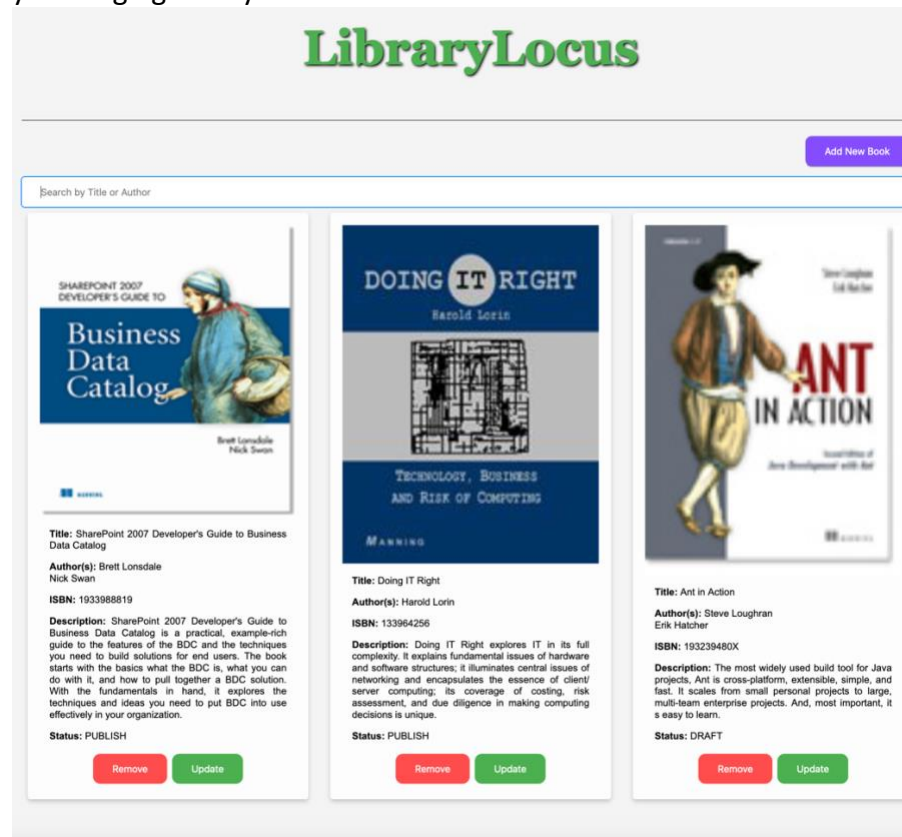 LibraryLocus
Add New Book
Search by Title or Author
SHAREPOINT 2007
DEVELOPER'S GUIDE TO
Business
Data
Catalog
Brett Lonsdale
Nick Swan
MANNING
Title: SharePoint 2007 Developer's Guide to Business
Data Catalog
Author(s): Brett Lonsdale
Nick Swan
ISBN: 1933988819
Description: SharePoint 2007 Developer's Guide to
Business Data Catalog is a practical, example-rich
guide to the features of the BDC and the techniques
you need to build solutions for end users. The book
starts with the basics what the BDC is, what you can
do with it, and how to pull together a BDC solution.
With the fundamentals in hand, it explores the
techniques and ideas you need to put BDC into use
effectively in your organization.
Status: PUBLISH
Remove
Update
DOING IT RIGHT
Harold Lorin
TECHNOLOGY, BUSINESS
AND RISK OF COMPUTING
MANNING
Title: Doing IT Right
Author(s): Harold Lorin
ISBN: 133964256
Description: Doing IT Right explores IT in its full
complexity. It explains fundamental issues of hardware
and software structures; it illuminates central issues of
networking and encapsulates the essence of client/
server computing; its coverage of costing, risk
assessment, and due diligence in making computing
decisions is unique.
Status: PUBLISH
Remove
Update
Steve Loughran
Erik Hatcher
ANT
IN ACTION
Second Edition of
Java Development with Ant
MANNING
Title: Ant in Action
Author(s): Steve Loughran
Erik Hatcher
ISBN: 193239480X
Description: The most widely used build tool for Java
projects, Ant is cross-platform, extensible, simple, and
fast. It scales from small personal projects to large,
multi-team enterprise projects. And, most important, it
s easy to learn.
Status: DRAFT
Remove
Update